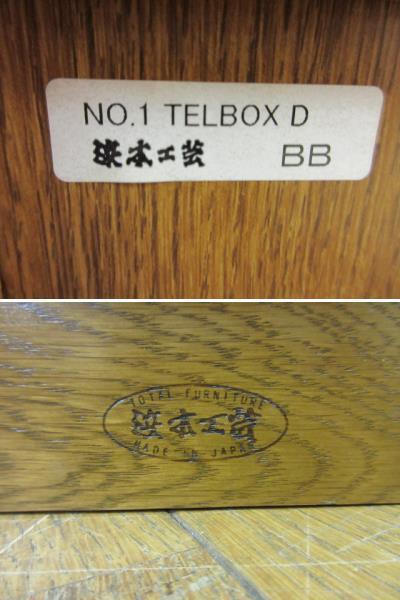 NO.1 TELBOX D
浜本工芸 BB
TOTAL FURNITURE
浜本工芸
MADE IN JAPAN